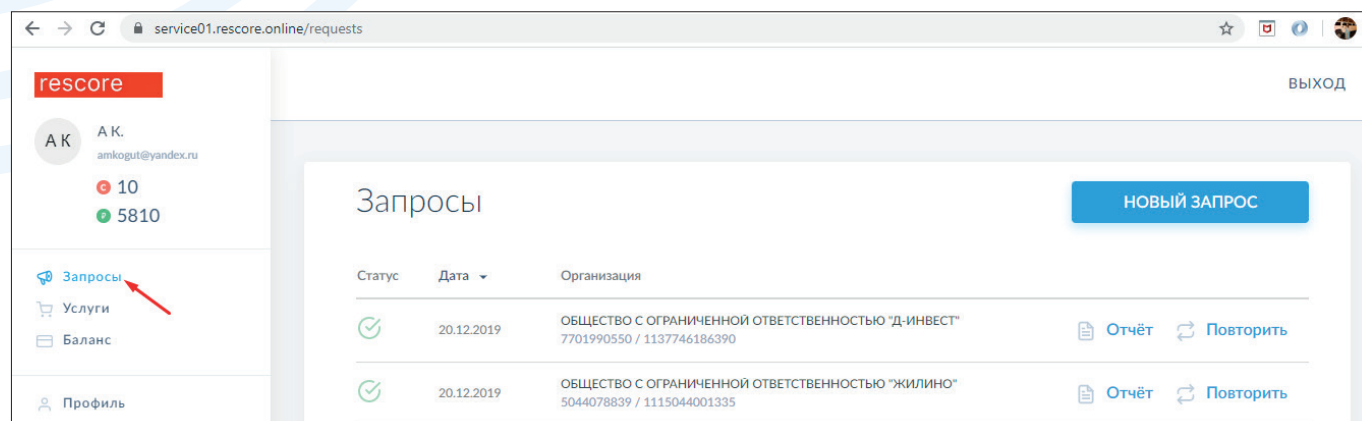 service01.rescore.online/requests
rescore
ВЫХОД
А К
А К.
amkogut@yandex.ru
10
5810
Запросы
НОВЫЙ ЗАПРОС
Запросы
Услуги
Баланс
Профиль
Статус Дата Организация
20.12.2019 ОБЩЕСТВО С ОГРАНИЧЕННОЙ ОТВЕТСТВЕННОСТЬЮ "Д-ИНВЕСТ" Отчёт Повторить
7701990550 / 1137746186390
20.12.2019 ОБЩЕСТВО С ОГРАНИЧЕННОЙ ОТВЕТСТВЕННОСТЬЮ "ЖИЛИНО" Отчёт Повторить
5044078839 / 1115044001335